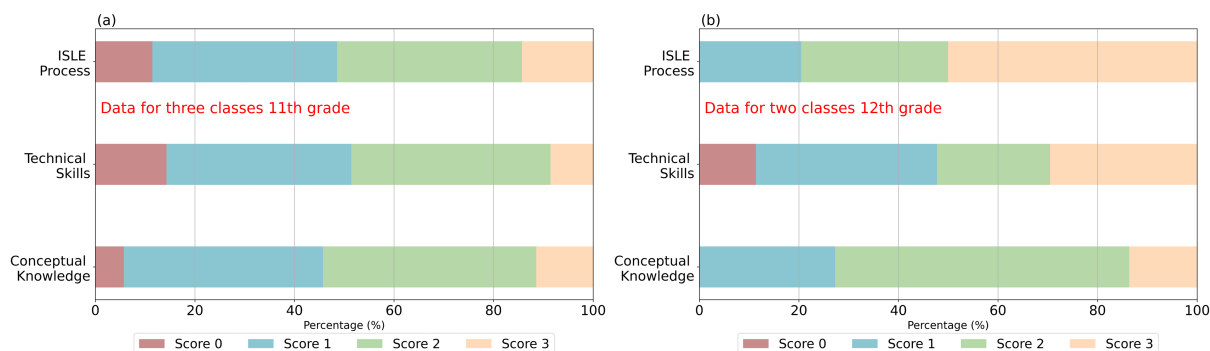 (a)
ISLE
Process
Data for three classes 11th grade
Technical
Skills
Conceptual
Knowledge
0 20 40 60 80 100
Percentage (%)
Score 0 Score 1 Score 2 Score 3
(b)
ISLE
Process
Data for two classes 12th grade
Technical
Skills
Conceptual
Knowledge
0 20 40 60 80 100
Percentage (%)
Score 0 Score 1 Score 2 Score 3